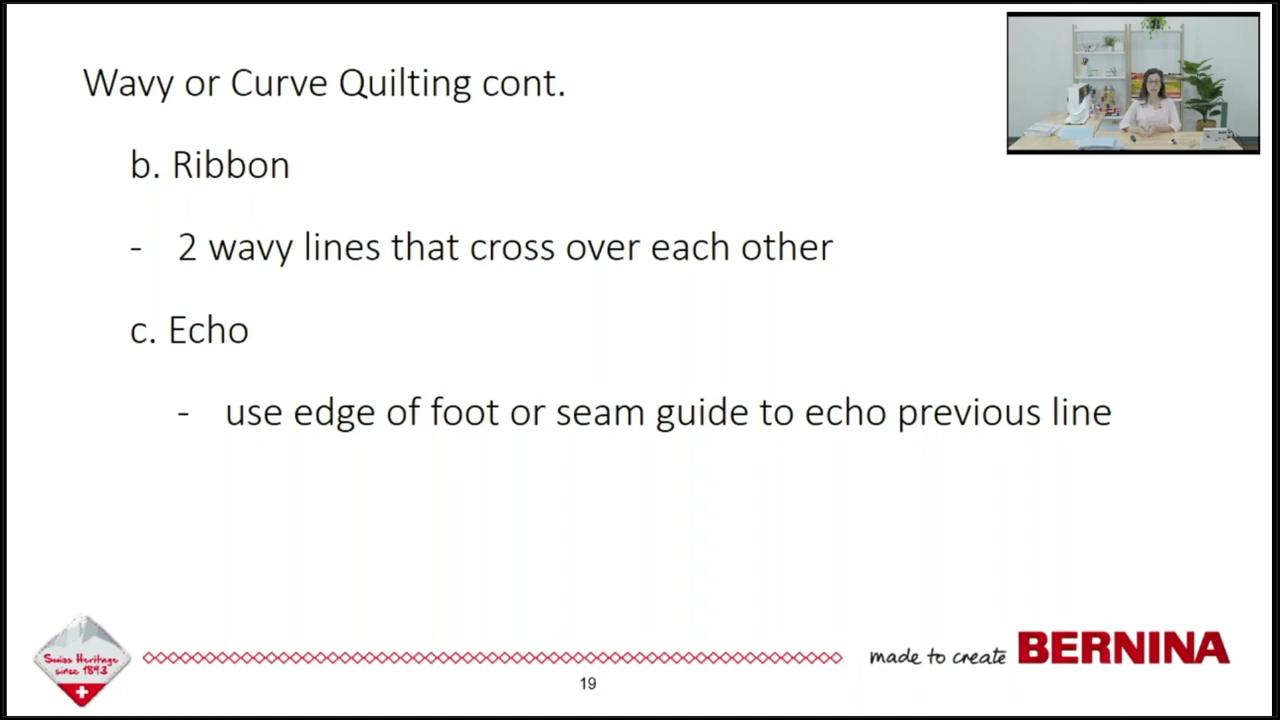 Wavy or Curve Quilting cont.
b. Ribbon
- 2 wavy lines that cross over each other
c. Echo
- use edge of foot or seam guide to echo previous line
Swiss Heritage
since 1893
made to create BERNINA
19